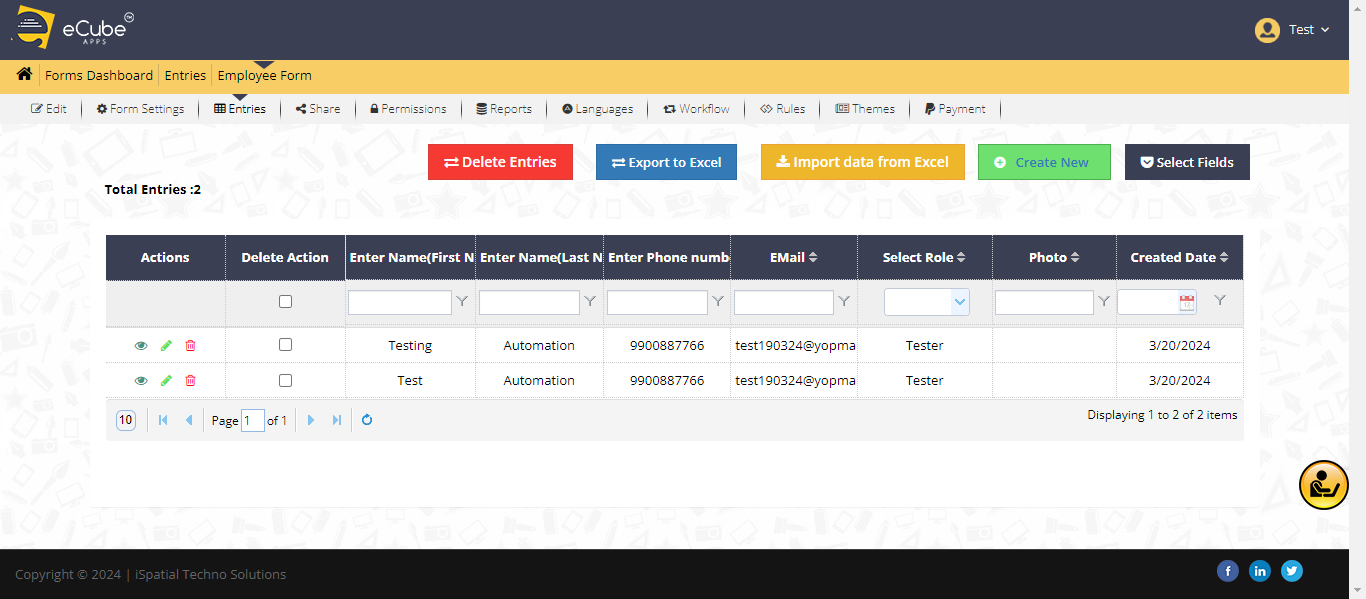 eCube TM
APPS
Test
Forms Dashboard Entries Employee Form
Edit Form Settings Entries Share Permissions Reports Languages Workflow Rules Themes Payment
Delete Entries Export to Excel Import data from Excel Create New Select Fields
Total Entries :2
Actions Delete Action Enter Name(First N Enter Name(Last N Enter Phone numb EMail Select Role Photo Created Date
Testing Automation 9900887766 test190324@yopma Tester 3/20/2024
Test Automation 9900887766 test190324@yopma Tester 3/20/2024
10 Page 1 of 1 Displaying 1 to 2 of 2 items
Copyright © 2024 | iSpatial Techno Solutions